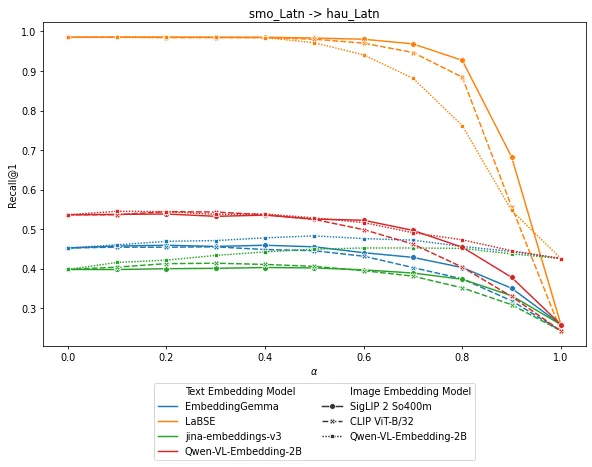 smo_Latn -> hau_Latn
Recall@1
1.0
0.9
0.8
0.7
0.6
0.5
0.4
0.3
0.0 0.2 0.4 0.6 0.8 1.0
α
Text Embedding Model Image Embedding Model
EmbeddingGemma SigLIP 2 So400m
LaBSE CLIP ViT-B/32
jina-embeddings-v3 Qwen-VL-Embedding-2B
Qwen-VL-Embedding-2B